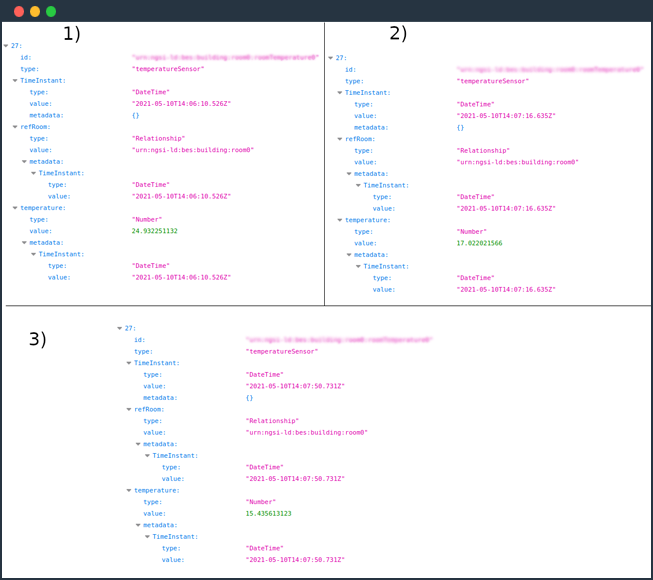 1)
27:
id:
type: "temperatureSensor"
TimeInstant:
type: "DateTime"
value: "2021-05-10T14:06:10.526Z"
metadata: {}
refRoom:
type: "Relationship"
value: "urn:ngsi-ld:bes:building:room0"
metadata:
TimeInstant:
type: "DateTime"
value: "2021-05-10T14:06:10.526Z"
temperature:
type: "Number"
value: 24.932251132
metadata:
TimeInstant:
type: "DateTime"
value: "2021-05-10T14:06:10.526Z"
2)
27:
id:
type: "temperatureSensor"
TimeInstant:
type: "DateTime"
value: "2021-05-10T14:07:16.635Z"
metadata: {}
refRoom:
type: "Relationship"
value: "urn:ngsi-ld:bes:building:room0"
metadata:
TimeInstant:
type: "DateTime"
value: "2021-05-10T14:07:16.635Z"
temperature:
type: "Number"
value: 17.022021566
metadata:
TimeInstant:
type: "DateTime"
value: "2021-05-10T14:07:16.635Z"
3)
27:
id:
type: "temperatureSensor"
TimeInstant:
type: "DateTime"
value: "2021-05-10T14:07:50.731Z"
metadata: {}
refRoom:
type: "Relationship"
value: "urn:ngsi-ld:bes:building:room0"
metadata:
TimeInstant:
type: "DateTime"
value: "2021-05-10T14:07:50.731Z"
temperature:
type: "Number"
value: 15.435613123
metadata:
TimeInstant:
type: "DateTime"
value: "2021-05-10T14:07:50.731Z"